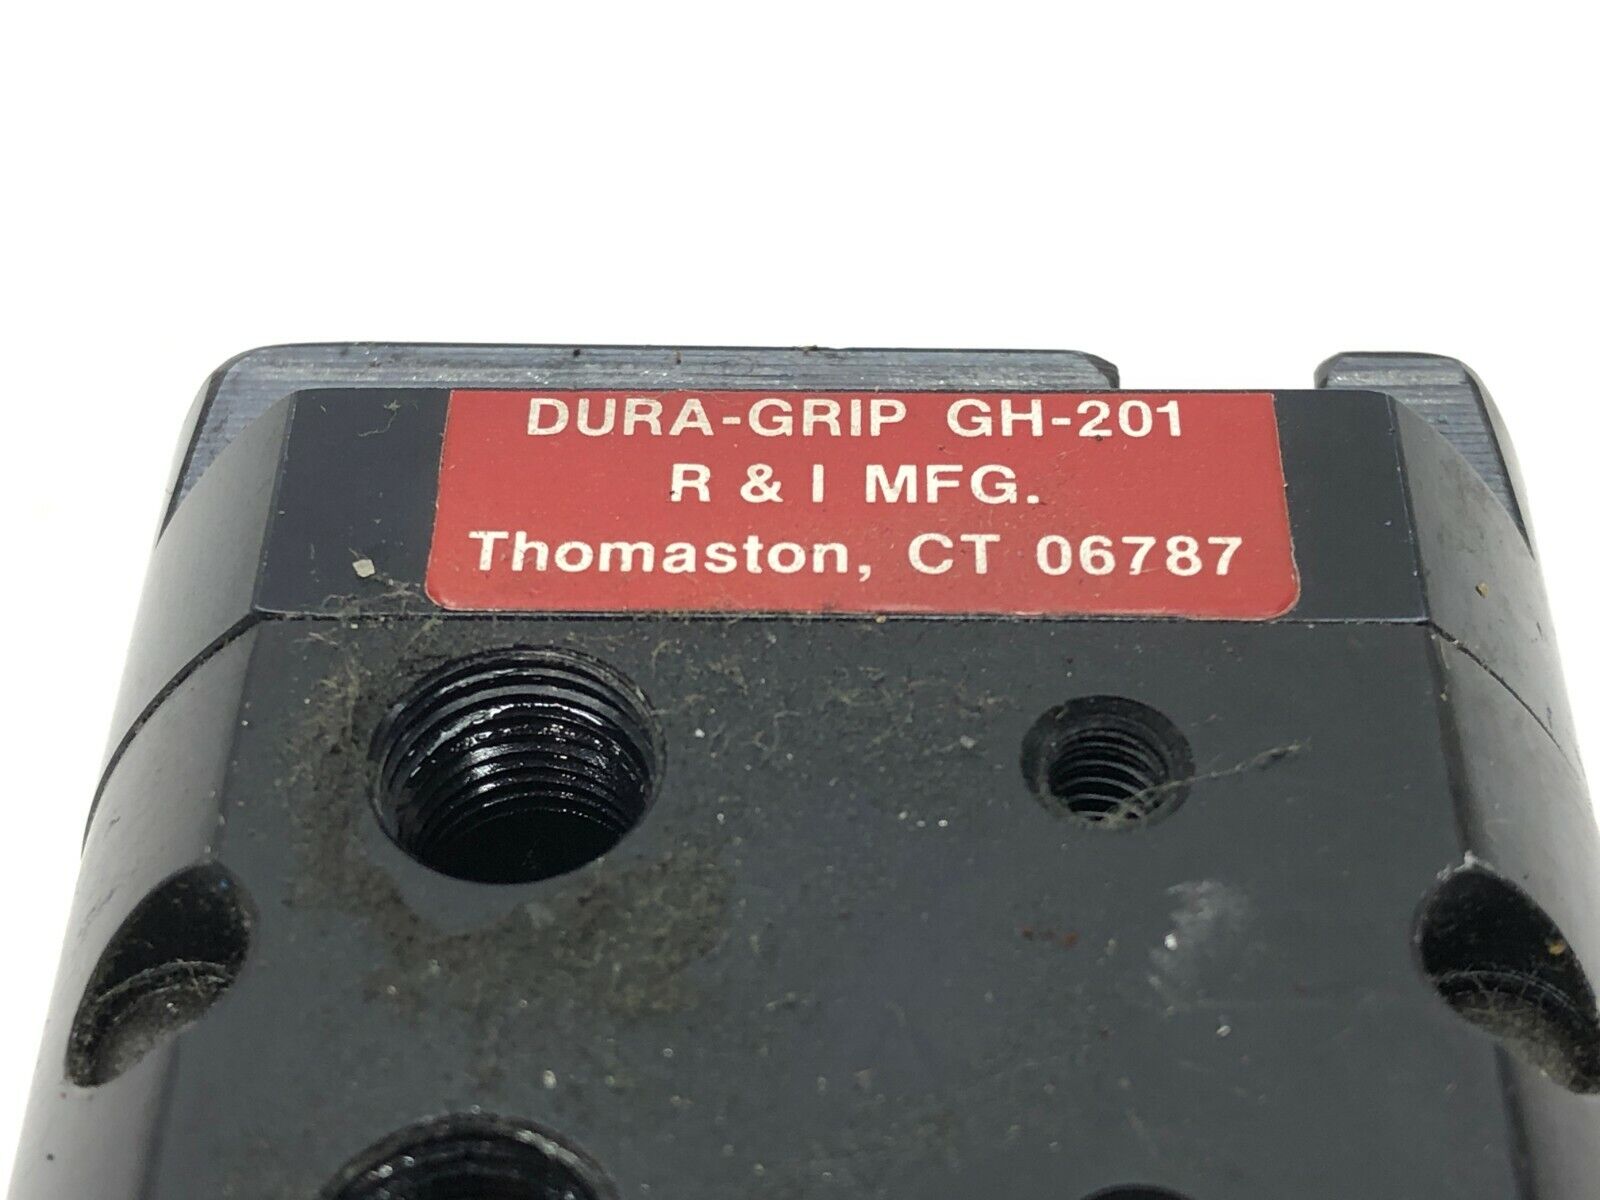 DURA-GRIP GH-201
R & I MFG.
Thomaston, CT 06787